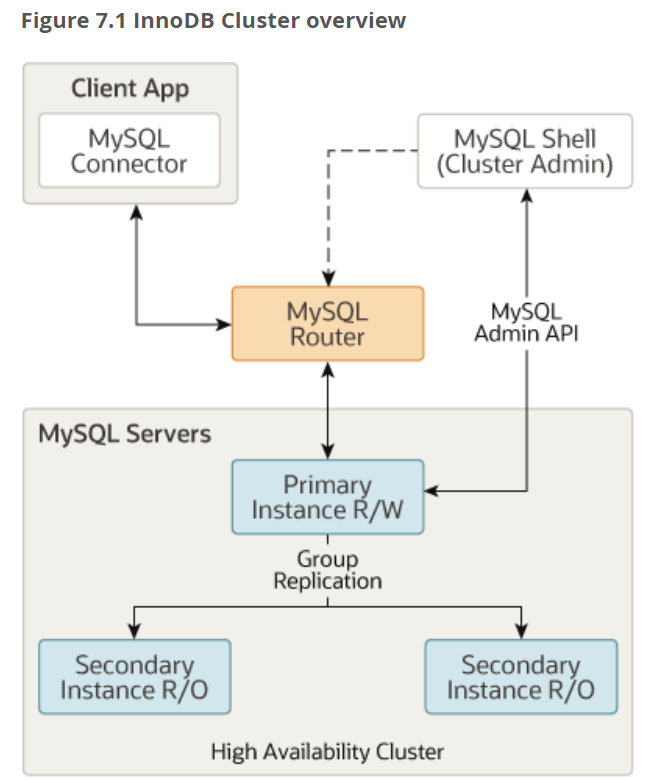 Figure 7.1 InnoDB Cluster overview
Client App
MySQL
Connector
MySQL Shell
(Cluster Admin)
MySQL
Router
MySQL
Admin API
MySQL Servers
Primary
Instance R/W
Group
Replication
Secondary
Instance R/O
Secondary
Instance R/O
High Availability Cluster